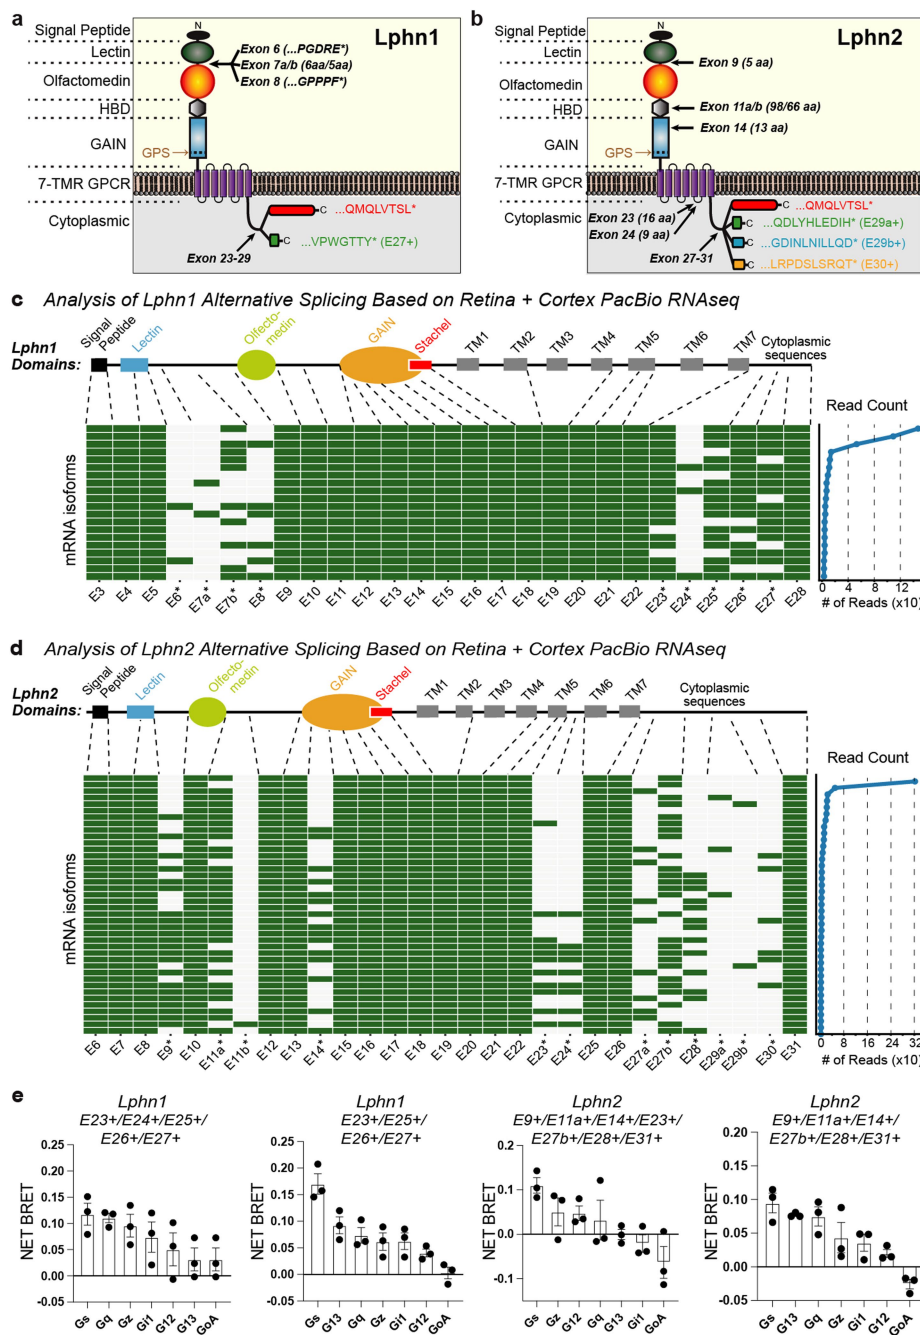 a
Lphn1
Signal Peptide
Lectin
Olfactomedin
HBD
GAIN
GPS
7-TMR GPCR
Cytoplasmic
N
Exon 6 (...PGDRE*)
Exon 7a/b (6aa/5aa)
Exon 8 (...GPPPF*)
C ...QMQLVTSL*
C ...VPWGTTY* (E27+)
Exon 23-29
b
Lphn2
Signal Peptide
Lectin
Olfactomedin
HBD
GAIN
GPS
7-TMR GPCR
Cytoplasmic
N
Exon 9 (5 aa)
Exon 11a/b (98/66 aa)
Exon 14 (13 aa)
Exon 23 (16 aa)
Exon 24 (9 aa)
Exon 27-31
C ...QMQLVTSL*
C ...QDLYHLEDIH* (E29a+)
C ...GDINLNILLQD* (E29b+)
C ...LRPDSLSRQT* (E30+)
c Analysis of Lphn1 Alternative Splicing Based on Retina + Cortex PacBio RNAseq
Lphn1
Domains:
Signal
Peptide
Lectin
Olfecto-
medin
GAIN
Stachel
TM1
TM2
TM3
TM4
TM5
TM6
TM7
Cytoplasmic
sequences
mRNA isoforms
Read Count
E3 E4 E5 E6* E7a* E7b* E8* E9 E10 E11 E12 E13 E14 E15 E16 E17 E18 E19 E20 E21 E22 E23* E24* E25* E26* E27* E28
0 4 8 12
# of Reads (x10)
d Analysis of Lphn2 Alternative Splicing Based on Retina + Cortex PacBio RNAseq
Lphn2
Domains:
Signal
Peptide
Lectin
Olfactomedin
GAIN
Stachel
TM1
TM2
TM3
TM4
TM5
TM6
TM7
Cytoplasmic
sequences
mRNA isoforms
Read Count
E6 E7 E8 E9* E10 E11a* E11b* E12 E13 E14* E15 E16 E17 E18 E19 E20 E21 E22 E23* E24* E25 E26 E27a* E27b* E28* E29a* E29b* E30* E31
0 8 16 24 32
# of Reads (x10)
e
Lphn1
E23+/E24+/E25+/
E26+/E27+
NET BRET
0.25
0.20
0.15
0.10
0.05
0.00
-0.05
Gs Gq Gz Gi1 G12 G13 GoA
Lphn1
E23+/E25+/
E26+/E27+
NET BRET
0.25
0.20
0.15
0.10
0.05
0.00
-0.05
Gs G13 Gq Gz Gi1 G12 GoA
Lphn2
E9+/E11a+/E14+/E23+/
E27b+/E28+/E31+
NET BRET
0.2
0.1
0.0
-0.1
Gs Gz G12 Gq G13 Gi1 GoA
Lphn2
E9+/E11a+/E14+/
E27b+/E28+/E31+
NET BRET
0.20
0.15
0.10
0.05
0.00
-0.05
Gs G13 Gq Gz Gi1 G12 GoA